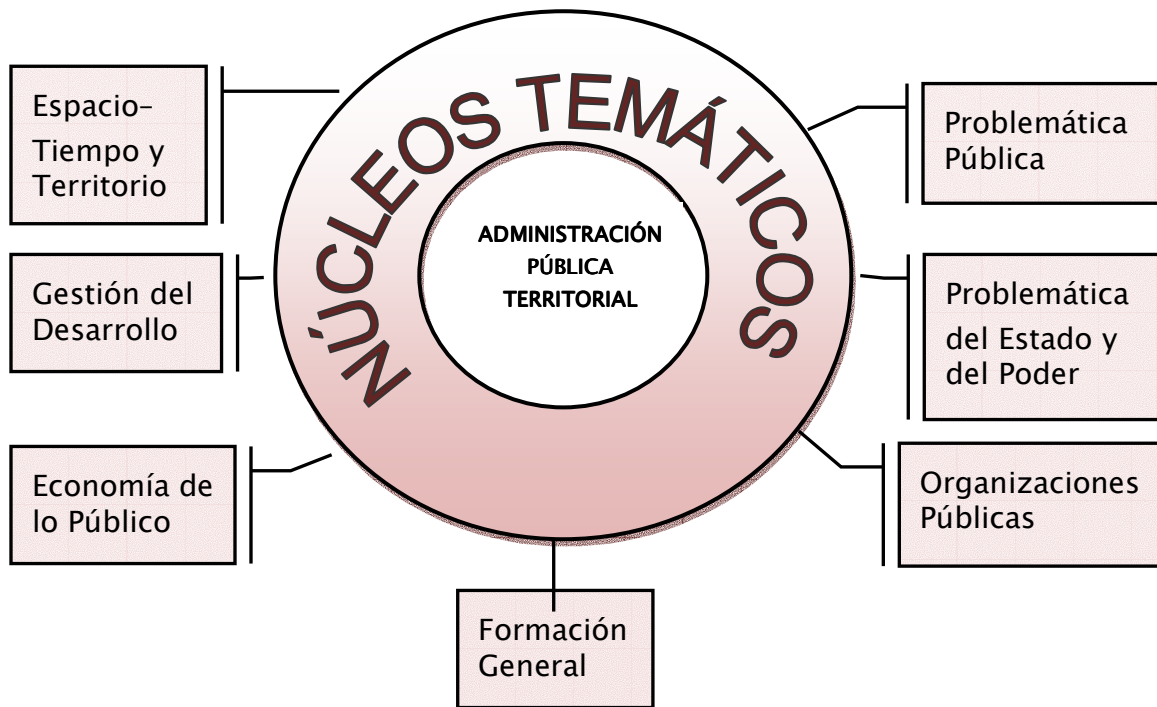 NÚCLEOS TEMÁTICOS
ADMINISTRACIÓN
PÚBLICA
TERRITORIAL
Espacio–
Tiempo y
Territorio
Gestión del
Desarrollo
Economía de
lo Público
Formación
General
Problemática
Pública
Problemática
del Estado y
del Poder
Organizaciones
Públicas